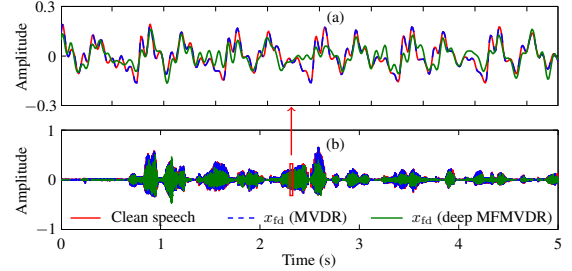 (a)
0.3
0
−0.3
Amplitude
(b)
1
0
−1
Amplitude
Clean speech x_fd (MVDR) x_fd (deep MFMVDR)
0 1 2 3 4 5
Time (s)